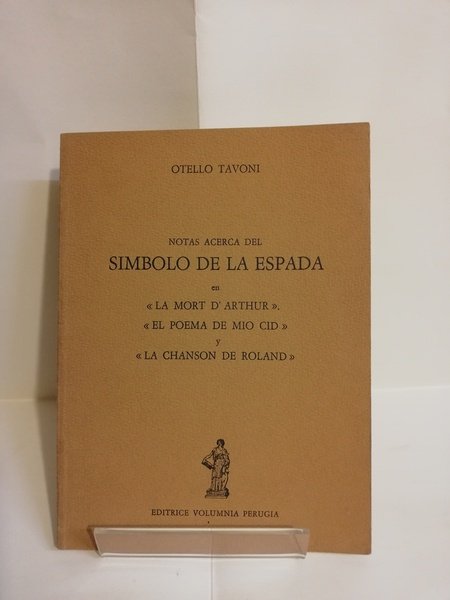 OTELLO TAVONI
NOTAS ACERCA DEL
SIMBOLO DE LA ESPADA
en
« LA MORT D' ARTHUR ».
« EL POEMA DE MIO CID »
y
« LA CHANSON DE ROLAND »
EDITRICE VOLUMNIA PERUGIA